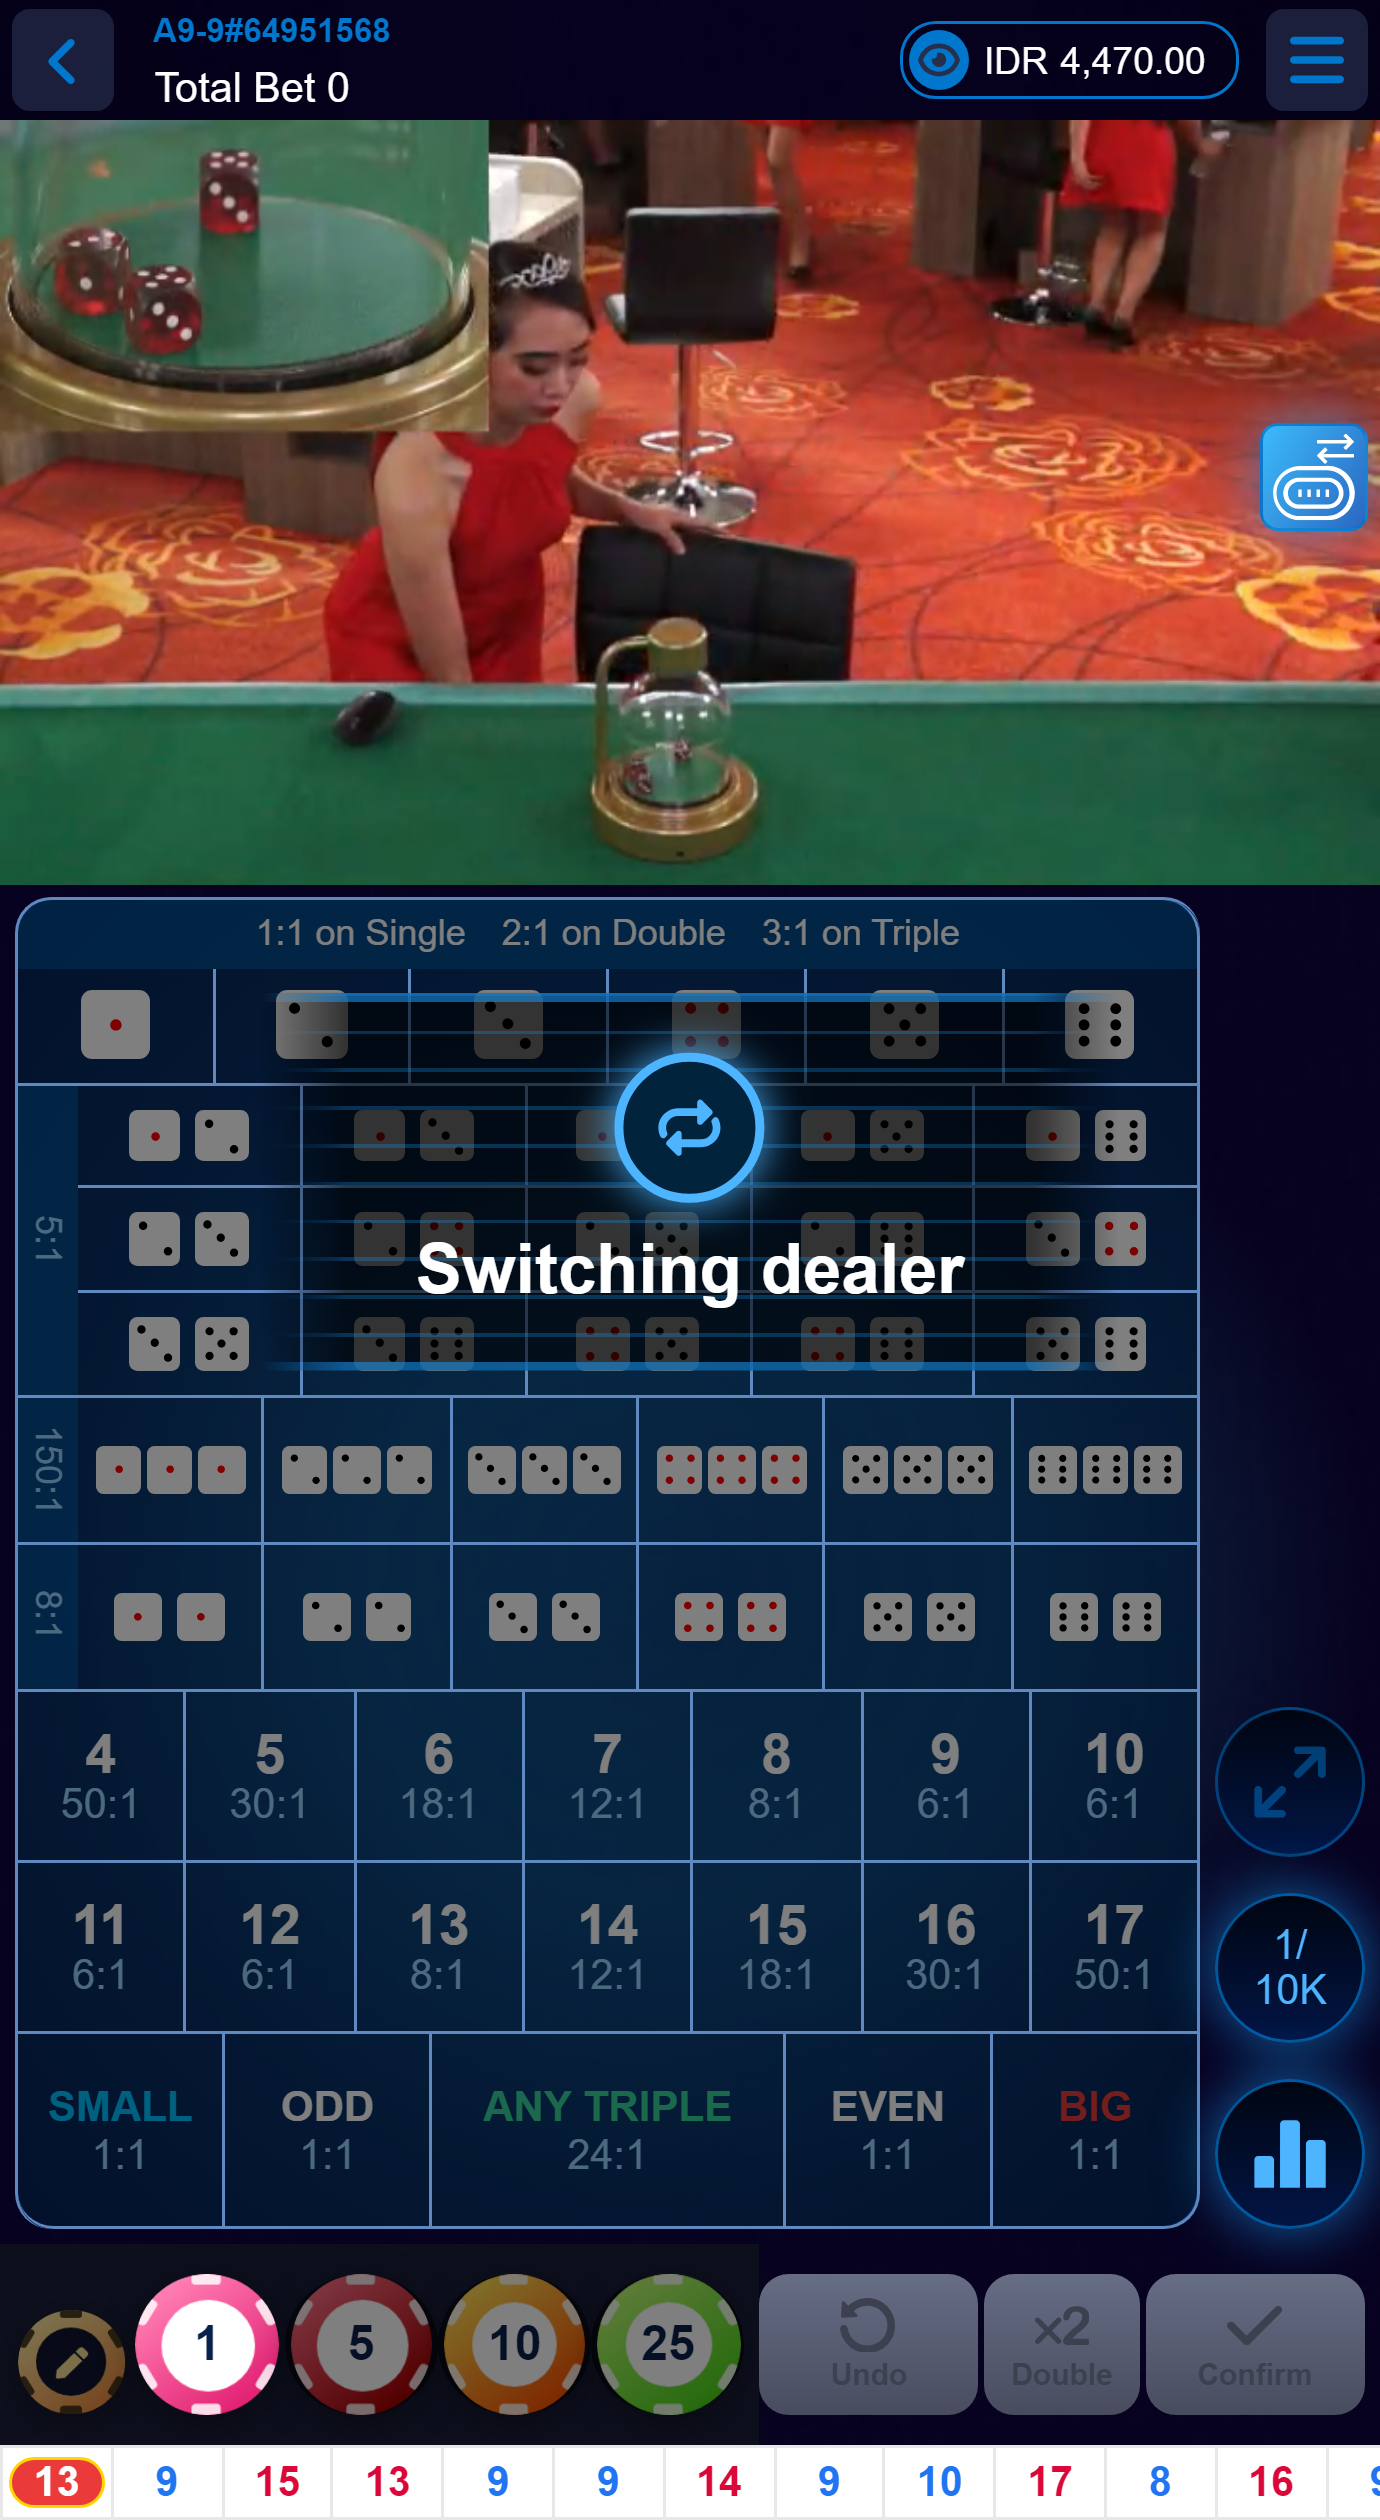 A9-9#64951568
Total Bet 0
IDR 4,470.00
1:1 on Single 2:1 on Double 3:1 on Triple
5:1
Switching dealer
150:1
8:1
4 5 6 7 8 9 10
50:1 30:1 18:1 12:1 8:1 6:1 6:1
11 12 13 14 15 16 17
6:1 6:1 8:1 12:1 18:1 30:1 50:1
1/
10K
SMALL ODD ANY TRIPLE EVEN BIG
1:1 1:1 24:1 1:1 1:1
1 5 10 25
x2
Undo Double Confirm
13 9 15 13 9 9 14 9 10 17 8 16